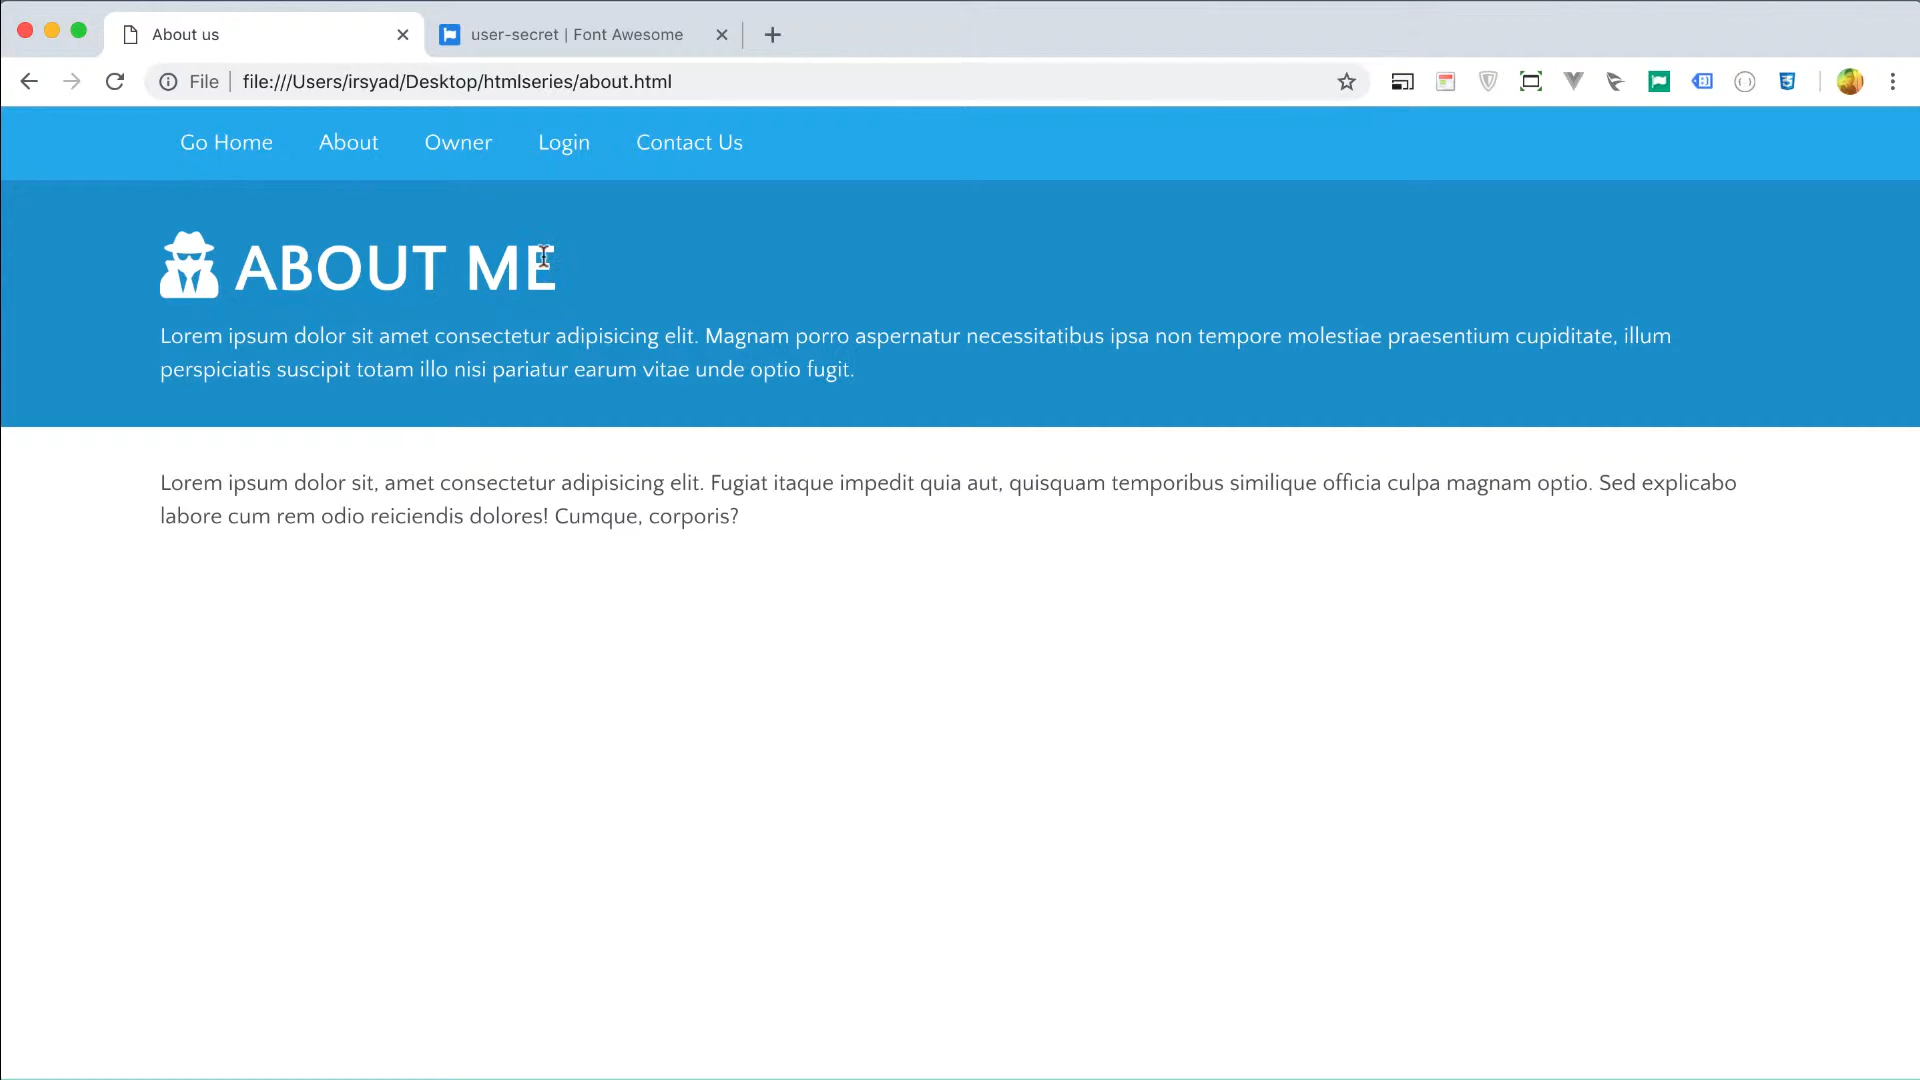 About us
user-secret | Font Awesome
File
file:///Users/irsyad/Desktop/htmlseries/about.html
Go Home
About
Owner
Login
Contact Us
ABOUT ME
Lorem ipsum dolor sit amet consectetur adipisicing elit. Magnam porro aspernatur necessitatibus ipsa non tempore molestiae praesentium cupiditate, illum
perspiciatis suscipit totam illo nisi pariatur earum vitae unde optio fugit.
Lorem ipsum dolor sit, amet consectetur adipisicing elit. Fugiat itaque impedit quia aut, quisquam temporibus similique officia culpa magnam optio. Sed explicabo
labore cum rem odio reiciendis dolores! Cumque, corporis?